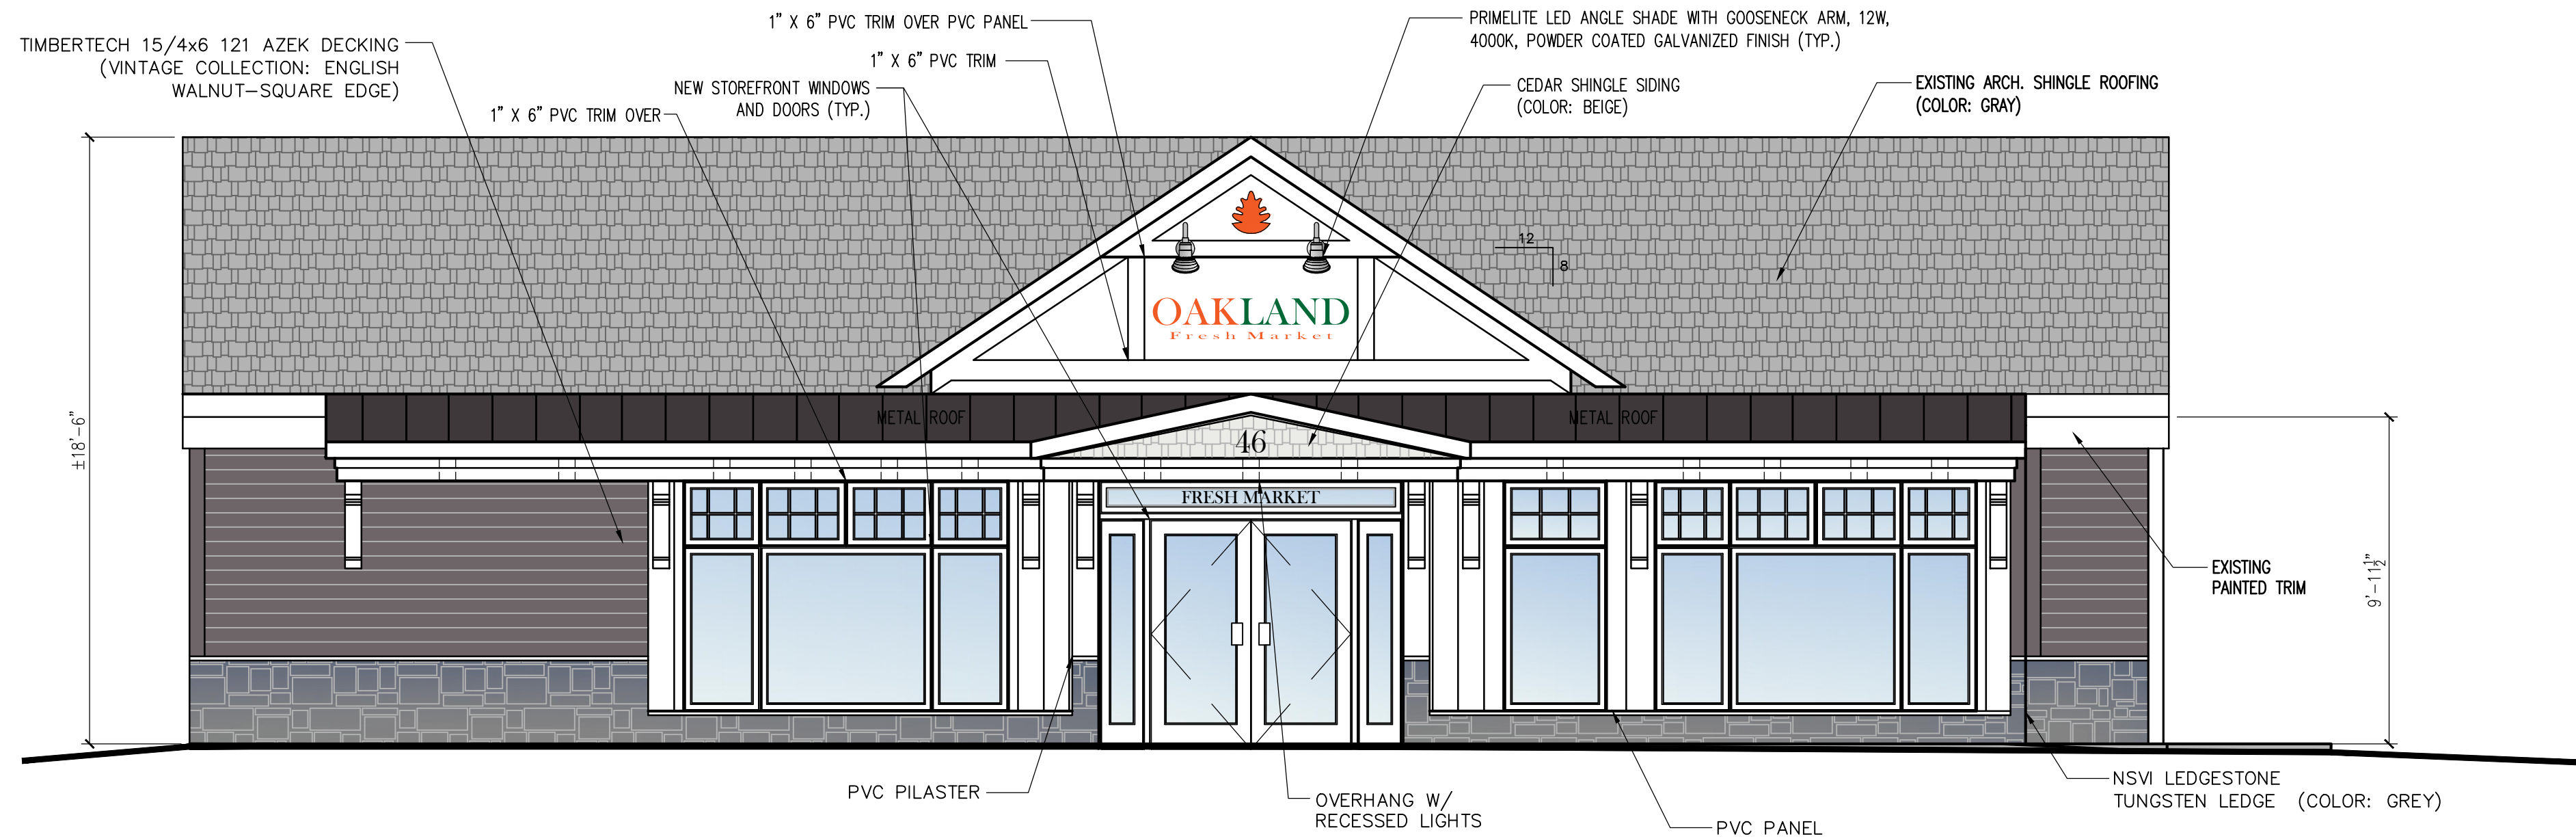 1" X 6" PVC TRIM OVER PVC PANEL
PRIMELITE LED ANGLE SHADE WITH GOOSENECK ARM, 12W,
4000K, POWDER COATED GALVANIZED FINISH (TYP.)
TIMBERTECH 15/4x6 121 AZEK DECKING
(VINTAGE COLLECTION: ENGLISH
WALNUT-SQUARE EDGE)
1" X 6" PVC TRIM
NEW STOREFRONT WINDOWS
AND DOORS (TYP.)
CEDAR SHINGLE SIDING
(COLOR: BEIGE)
EXISTING ARCH. SHINGLE ROOFING
(COLOR: GRAY)
1" X 6" PVC TRIM OVER
12
8
OAKLAND
Fresh Market
±18'-6"
METAL ROOF
METAL ROOF
46
FRESH MARKET
9'-11 1/2"
EXISTING
PAINTED TRIM
PVC PILASTER
OVERHANG W/
RECESSED LIGHTS
PVC PANEL
NSVI LEDGESTONE
TUNGSTEN LEDGE (COLOR: GREY)